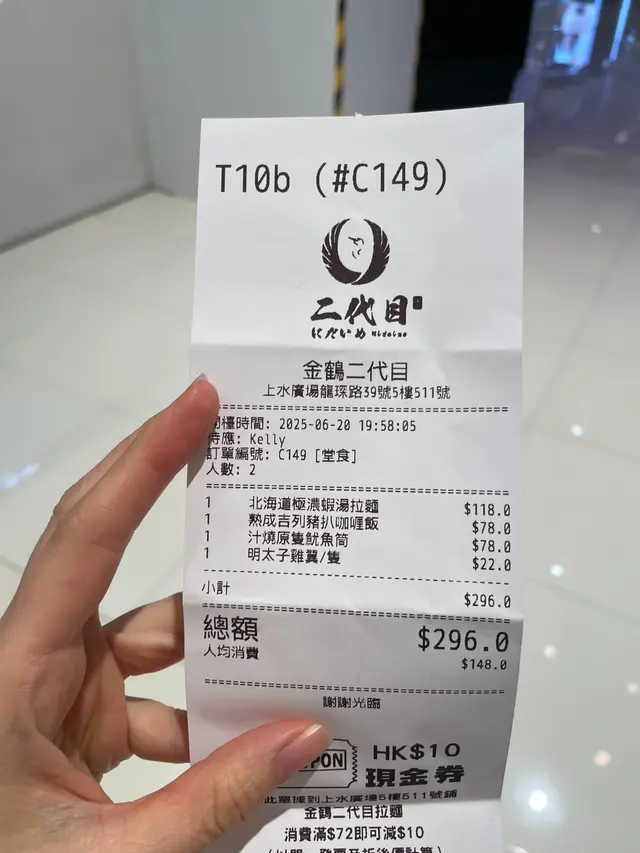 T10b (#C149)
二代目
にだいめ Nidaime
金鶴二代目
上水廣場龍琛路39號5樓511號
檯時間: 2025-06-20 19:58:05
侍應: Kelly
訂單編號: C149 [堂食]
人數: 2
1 北海道極濃蝦湯拉麵 $118.0
1 熟成吉列豬扒咖喱飯 $78.0
1 汁燒原隻魷魚筒 $78.0
1 明太子雞翼/隻 $22.0
小計 $296.0
總額 $296.0
人均消費 $148.0
謝謝光臨
PON HK$10
現金券
此單據到上水廣場5樓511號舖
金鶴二代目拉麵
消費滿$72即可減$10